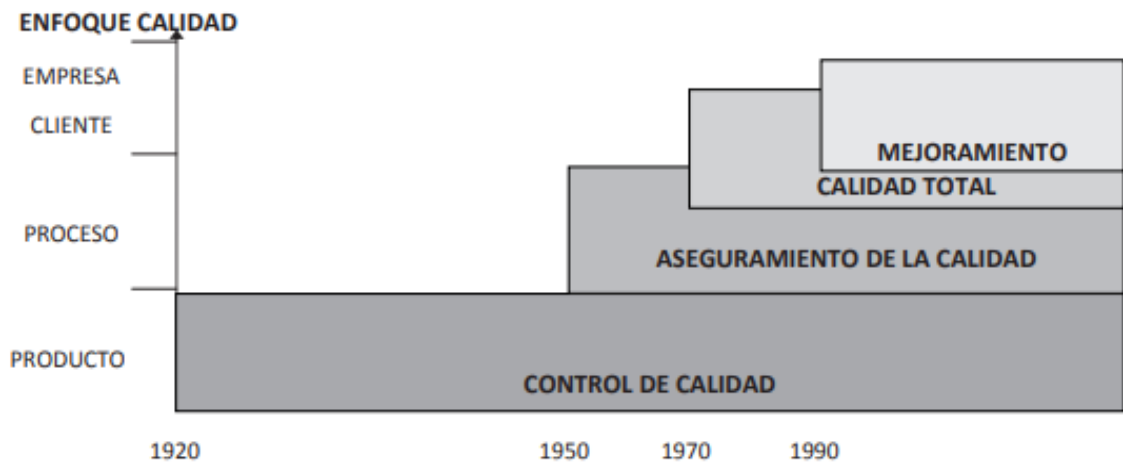 ENFOQUE CALIDAD
EMPRESA
CLIENTE
MEJORAMIENTO
CALIDAD TOTAL
PROCESO
ASEGURAMIENTO DE LA CALIDAD
PRODUCTO
CONTROL DE CALIDAD
1920 1950 1970 1990